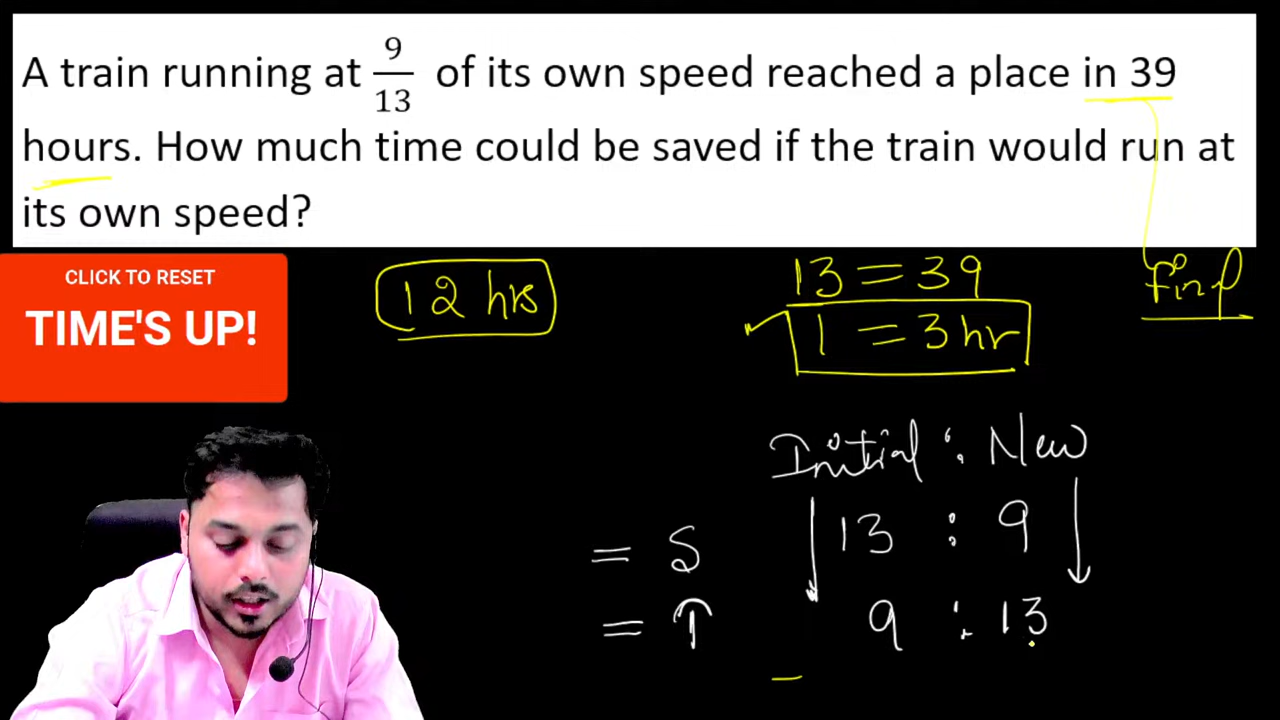 A train running at 9/13 of its own speed reached a place in 39
hours. How much time could be saved if the train would run at
its own speed?
CLICK TO RESET
TIME'S UP!
12 hrs
13 = 39
1 = 3 hr
Initial : New
= S 13 : 9
= T 9 : 13